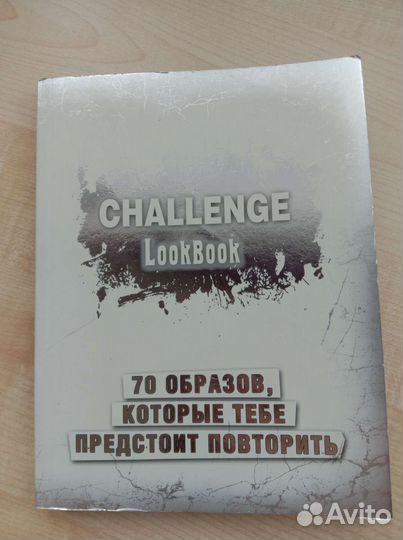 CHALLENGE
LOOKBOOK
70 ОБРАЗОВ,
КОТОРЫЕ ТЕБЕ
ПРЕДСТОИТ ПОВТОРИТЬ
Avito